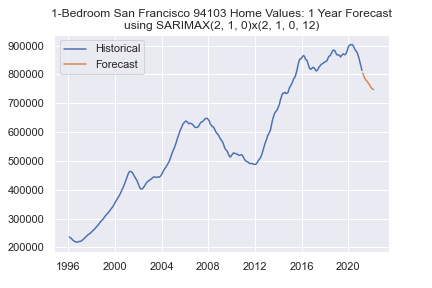 1-Bedroom San Francisco 94103 Home Values: 1 Year Forecast
using SARIMAX(2, 1, 0)x(2, 1, 0, 12)
Historical
Forecast
900000
800000
700000
600000
500000
400000
300000
200000
1996 2000 2004 2008 2012 2016 2020